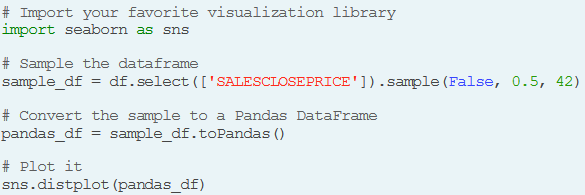 # Import your favorite visualization library
import seaborn as sns
# Sample the dataframe
sample_df = df.select(['SALESCLOSEPRICE']).sample(False, 0.5, 42)
# Convert the sample to a Pandas DataFrame
pandas_df = sample_df.toPandas()
# Plot it
sns.distplot(pandas_df)